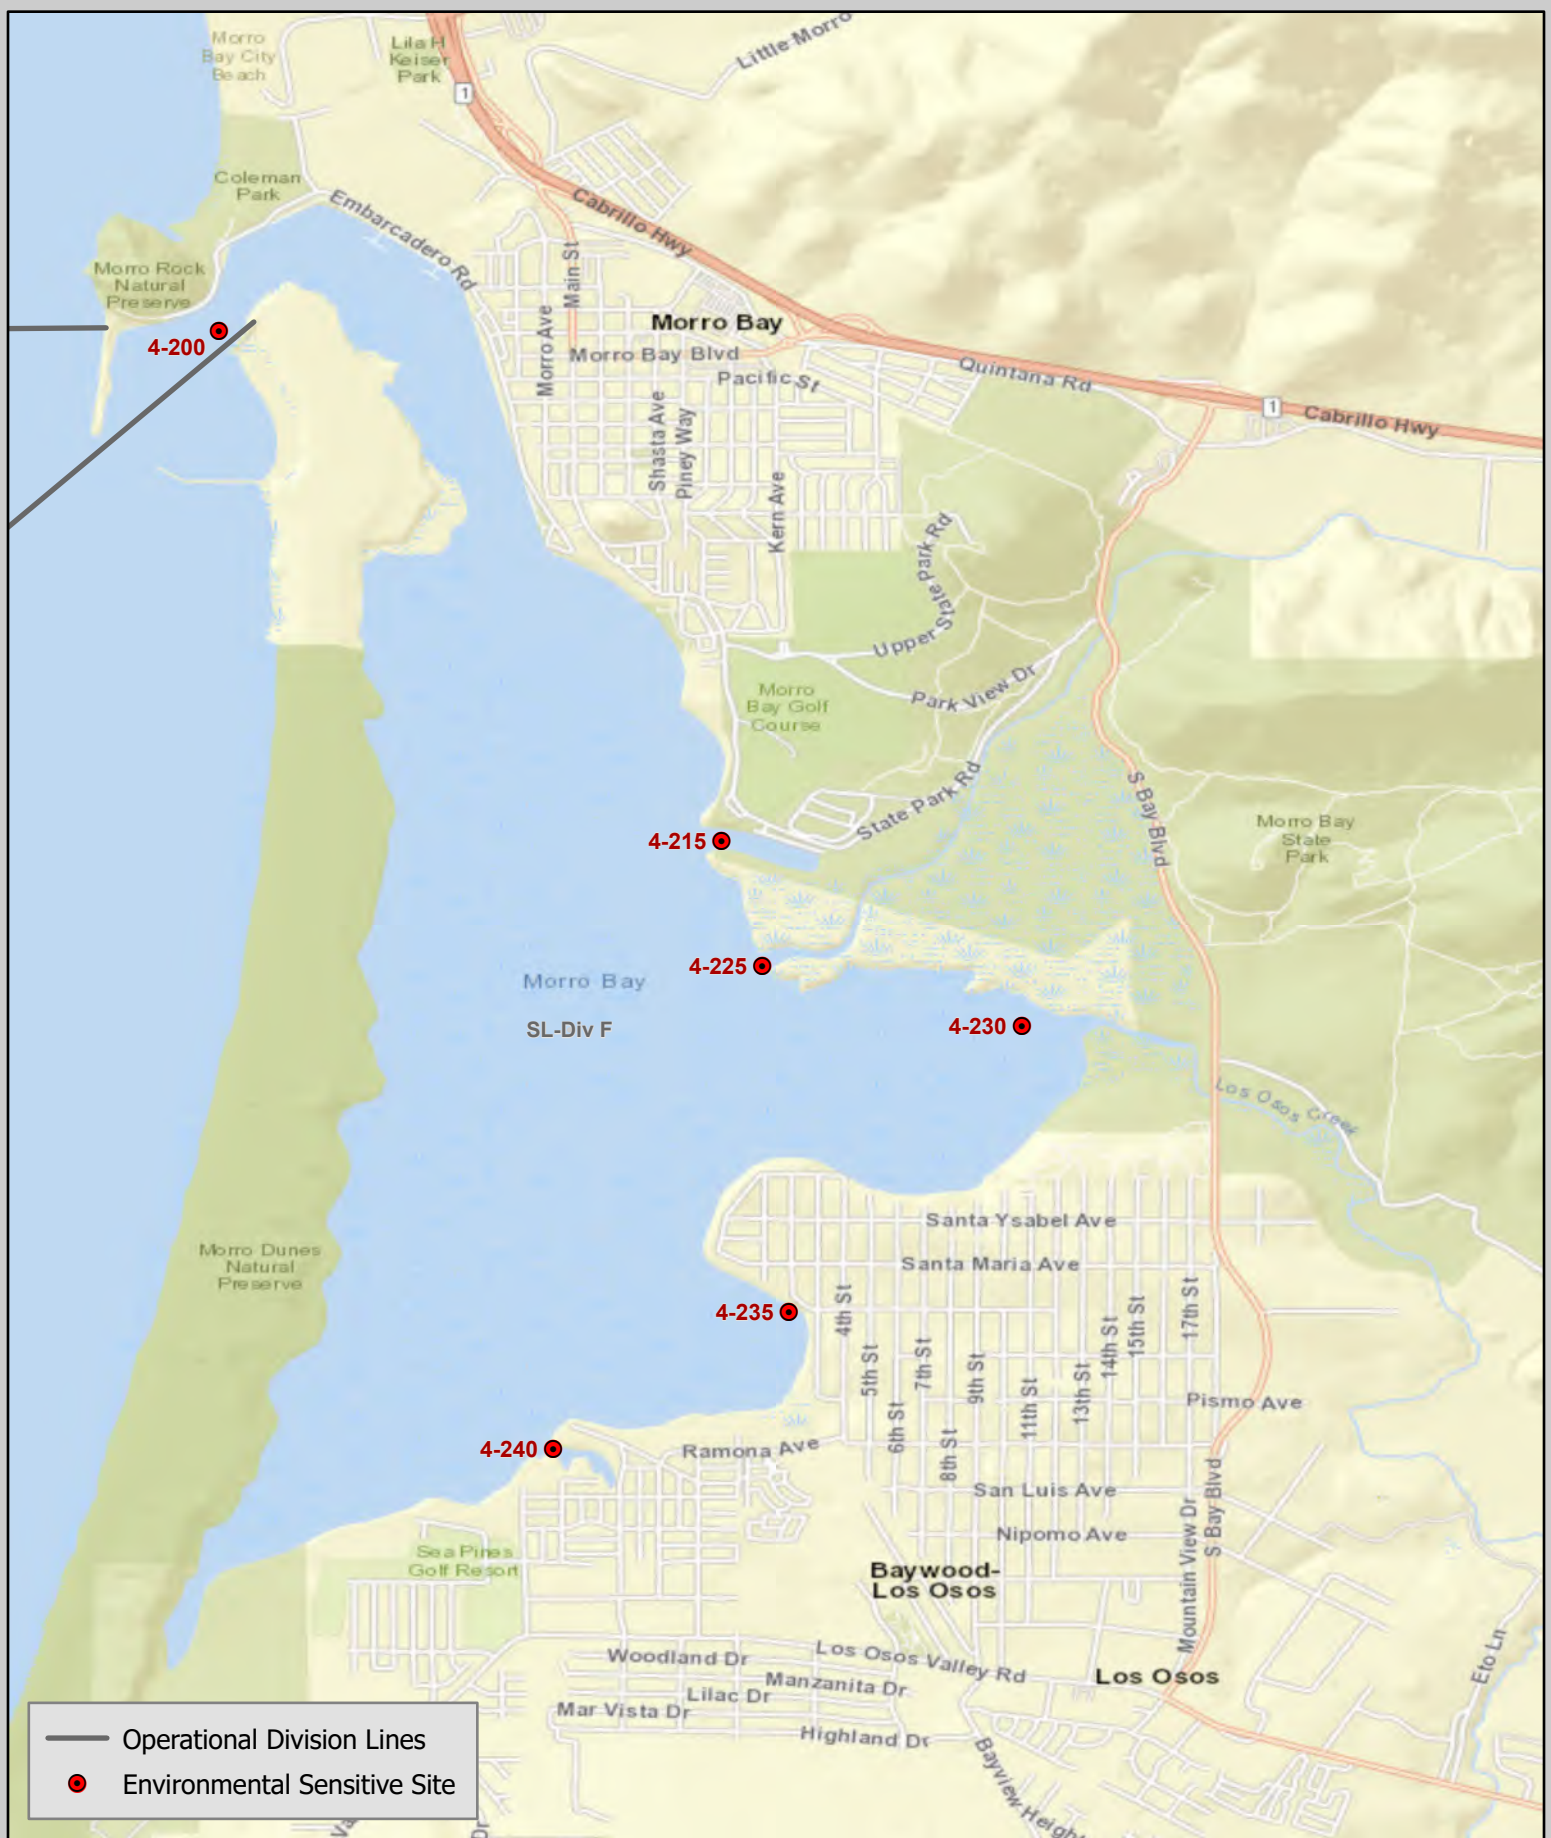 Morro
Bay City
Beach
Lila H
Keiser
Park
Little Morro
1
Coleman
Park
Embarcadero Rd
Cabrillo Hwy
Morro Rock
Natural
Preserve
4-200
Main St
Morro Ave
Morro Bay
Morro Bay Blvd
Pacific St
Quintana Rd
1
Cabrillo Hwy
Shasta Ave
Piney Way
Kern Ave
Upper State Park Rd
Park View Dr
Morro
Bay Golf
Course
State Park Rd
S Bay Blvd
Morro Bay
State
Park
4-215
4-225
Morro Bay
SL-Div F
4-230
Los Osos Creek
Santa Ysabel Ave
Santa Maria Ave
Morro Dunes
Natural
Preserve
4-235
4th St
5th St
6th St
7th St
8th St
9th St
11th St
13th St
14th St
15th St
17th St
Pismo Ave
4-240
Ramona Ave
San Luis Ave
Nipomo Ave
Mountain View Dr
S Bay Blvd
Sea Pines
Golf Resort
Baywood-
Los Osos
Woodland Dr
Los Osos Valley Rd
Los Osos
Eto Ln
Manzanita Dr
Lilac Dr
Mar Vista Dr
Highland Dr
Bayview Height
Va
Dr
Operational Division Lines
Environmental Sensitive Site